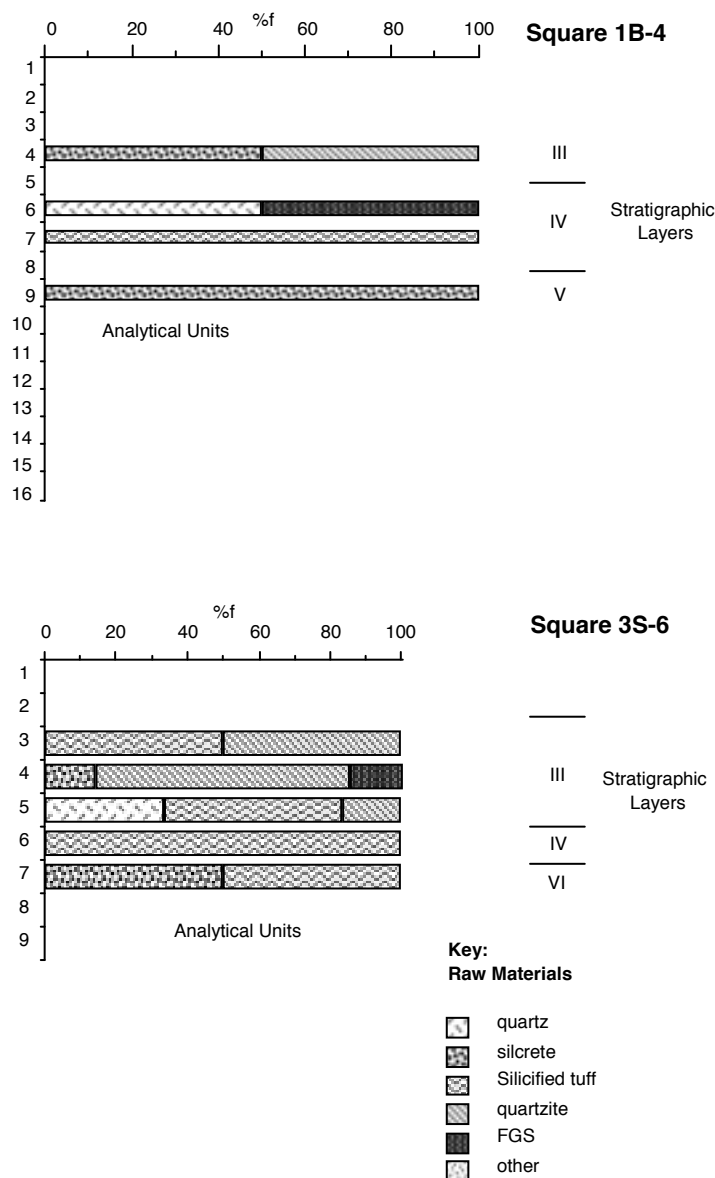 %f
0 20 40 60 80 100
Square 1B-4
1
2
3
4
5
6
7
8
9
10
11
12
13
14
15
16
III
IV
V
Stratigraphic
Layers
Analytical Units
%f
0 20 40 60 80 100
Square 3S-6
1
2
3
4
5
6
7
8
9
III
IV
VI
Stratigraphic
Layers
Analytical Units
Key:
Raw Materials
quartz
silcrete
Silicified tuff
quartzite
FGS
other